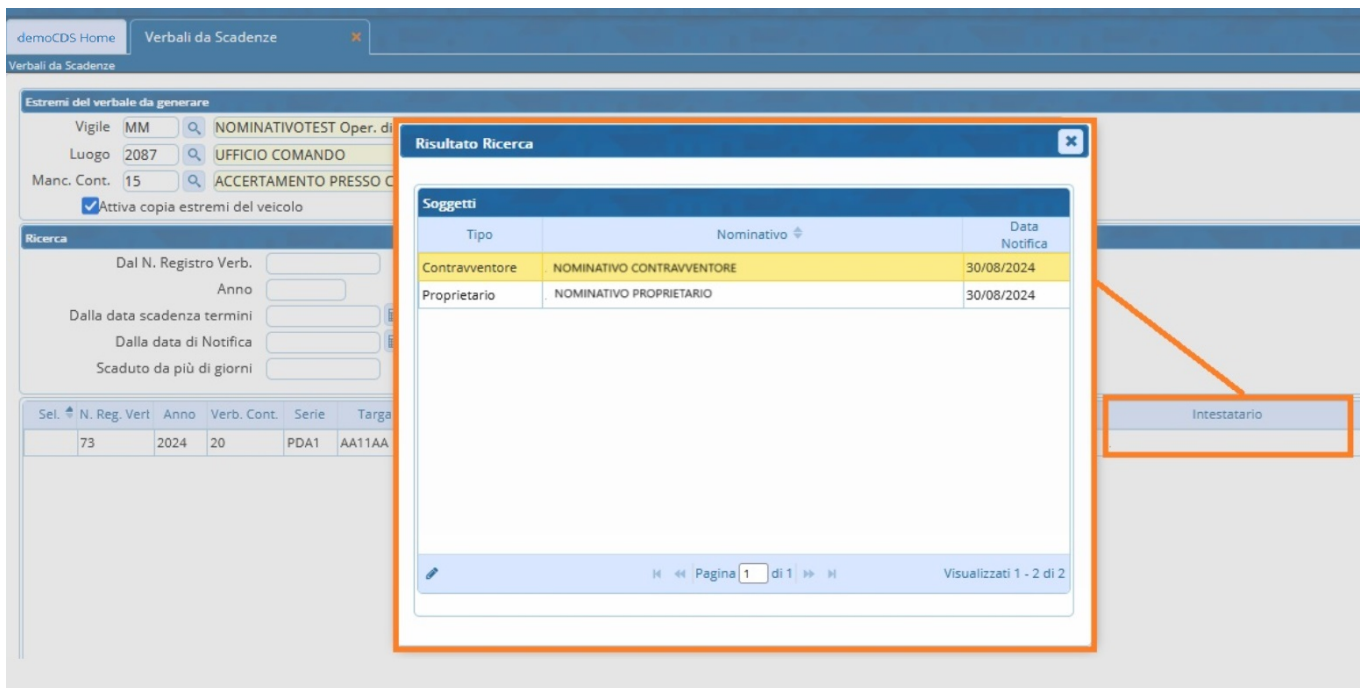 demoCDS Home
Verbali da Scadenze
Verbali da Scadenze
Estremi del verbale da generare
Vigile MM NOMINATIVOTEST Oper. di
Luogo 2087 UFFICIO COMANDO
Manc. Cont. 15 ACCERTAMENTO PRESSO C
Attiva copia estremi del veicolo
Ricerca
Dal N. Registro Verb.
Anno
Dalla data scadenza termini
Dalla data di Notifica
Scaduto da più di giorni
Sel. N. Reg. Vert Anno Verb. Cont. Serie Targa Intestatario
73 2024 20 PDA1 AA11AA
Risultato Ricerca
Soggetti
Tipo Nominativo Data Notifica
Contravventore NOMINATIVO CONTRAVVENTORE 30/08/2024
Proprietario NOMINATIVO PROPRIETARIO 30/08/2024
Pagina 1 di 1 Visualizzati 1 - 2 di 2